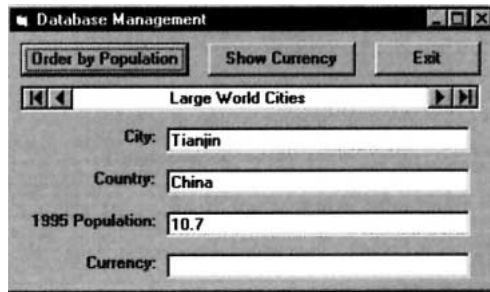 Database Management
Order by Population Show Currency Exit
Large World Cities
City: Tianjin
Country: China
1995 Population: 10.7
Currency: